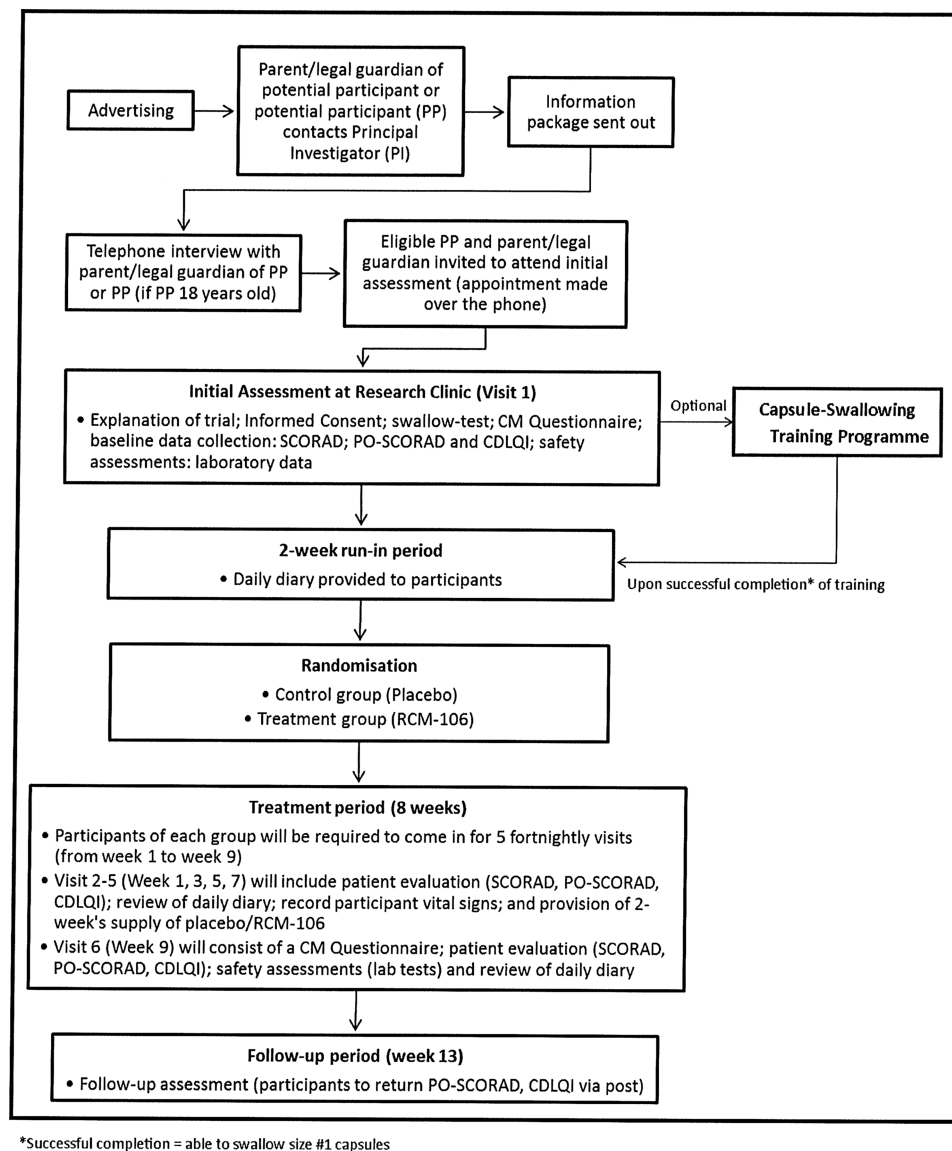 Advertising
Parent/legal guardian of
potential participant or
potential participant (PP)
contacts Principal
Investigator (PI)
Information
package sent out
Telephone interview with
parent/legal guardian of PP
or PP (if PP 18 years old)
Eligible PP and parent/legal
guardian invited to attend initial
assessment (appointment made
over the phone)
Initial Assessment at Research Clinic (Visit 1)
• Explanation of trial; Informed Consent; swallow-test; CM Questionnaire;
baseline data collection: SCORAD; PO-SCORAD and CDLQI; safety
assessments: laboratory data
Optional
Capsule-Swallowing
Training Programme
2-week run-in period
• Daily diary provided to participants
Upon successful completion* of training
Randomisation
• Control group (Placebo)
• Treatment group (RCM-106)
Treatment period (8 weeks)
• Participants of each group will be required to come in for 5 fortnightly visits
(from week 1 to week 9)
• Visit 2-5 (Week 1, 3, 5, 7) will include patient evaluation (SCORAD, PO-SCORAD,
CDLQI); review of daily diary; record participant vital signs; and provision of 2-
week's supply of placebo/RCM-106
• Visit 6 (Week 9) will consist of a CM Questionnaire; patient evaluation (SCORAD,
PO-SCORAD, CDLQI); safety assessments (lab tests) and review of daily diary
Follow-up period (week 13)
• Follow-up assessment (participants to return PO-SCORAD, CDLQI via post)
*Successful completion = able to swallow size #1 capsules